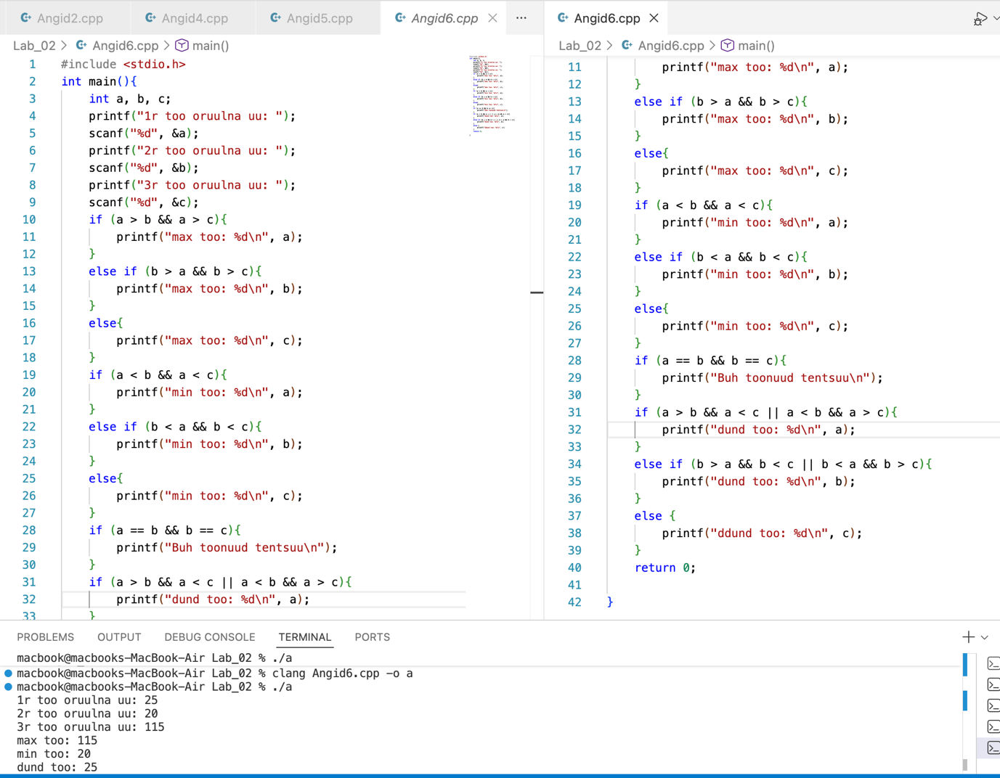 Angid2.cpp
Angid4.cpp
Angid5.cpp
Angid6.cpp
Lab_02 > Angid6.cpp > main()
1 #include <stdio.h>
2 int main(){
3 int a, b, c;
4 printf("1r too oruulna uu: ");
5 scanf("%d", &a);
6 printf("2r too oruulna uu: ");
7 scanf("%d", &b);
8 printf("3r too oruulna uu: ");
9 scanf("%d", &c);
10 if (a > b && a > c){
11 printf("max too: %d\n", a);
12 }
13 else if (b > a && b > c){
14 printf("max too: %d\n", b);
15 }
16 else{
17 printf("max too: %d\n", c);
18 }
19 if (a < b && a < c){
20 printf("min too: %d\n", a);
21 }
22 else if (b < a && b < c){
23 printf("min too: %d\n", b);
24 }
25 else{
26 printf("min too: %d\n", c);
27 }
28 if (a == b && b == c){
29 printf("Buh toonuud tentsuu\n");
30 }
31 if (a > b && a < c || a < b && a > c){
32 printf("dund too: %d\n", a);
33 }
Angid6.cpp
Lab_02 > Angid6.cpp > main()
11 printf("max too: %d\n", a);
12 }
13 else if (b > a && b > c){
14 printf("max too: %d\n", b);
15 }
16 else{
17 printf("max too: %d\n", c);
18 }
19 if (a < b && a < c){
20 printf("min too: %d\n", a);
21 }
22 else if (b < a && b < c){
23 printf("min too: %d\n", b);
24 }
25 else{
26 printf("min too: %d\n", c);
27 }
28 if (a == b && b == c){
29 printf("Buh toonuud tentsuu\n");
30 }
31 if (a > b && a < c || a < b && a > c){
32 printf("dund too: %d\n", a);
33 }
34 else if (b > a && b < c || b < a && b > c){
35 printf("dund too: %d\n", b);
36 }
37 else {
38 printf("ddund too: %d\n", c);
39 }
40 return 0;
41
42 }
PROBLEMS OUTPUT DEBUG CONSOLE TERMINAL PORTS
macbook@macbooks-MacBook-Air Lab_02 % ./a
macbook@macbooks-MacBook-Air Lab_02 % clang Angid6.cpp -o a
macbook@macbooks-MacBook-Air Lab_02 % ./a
1r too oruulna uu: 25
2r too oruulna uu: 20
3r too oruulna uu: 115
max too: 115
min too: 20
dund too: 25